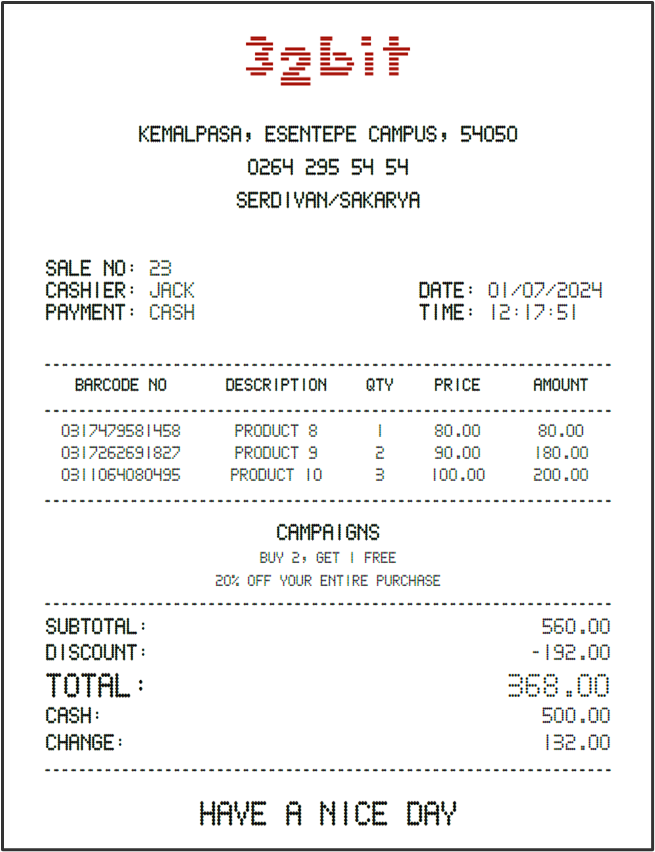 32bit
KEMALPASA, ESENTEPE CAMPUS, 54050
0264 295 54 54
SERDIVAN/SAKARYA
SALE NO: 23
CASHIER: JACK DATE: 01/07/2024
PAYMENT: CASH TIME: 12:17:51
BARCODE NO DESCRIPTION QTY PRICE AMOUNT
0317479581458 PRODUCT 8 1 80.00 80.00
0317262691827 PRODUCT 9 2 90.00 180.00
0311064080495 PRODUCT 10 3 100.00 200.00
CAMPAIGNS
BUY 2, GET 1 FREE
20% OFF YOUR ENTIRE PURCHASE
SUBTOTAL: 560.00
DISCOUNT: -192.00
TOTAL: 368.00
CASH: 500.00
CHANGE: 132.00
HAVE A NICE DAY